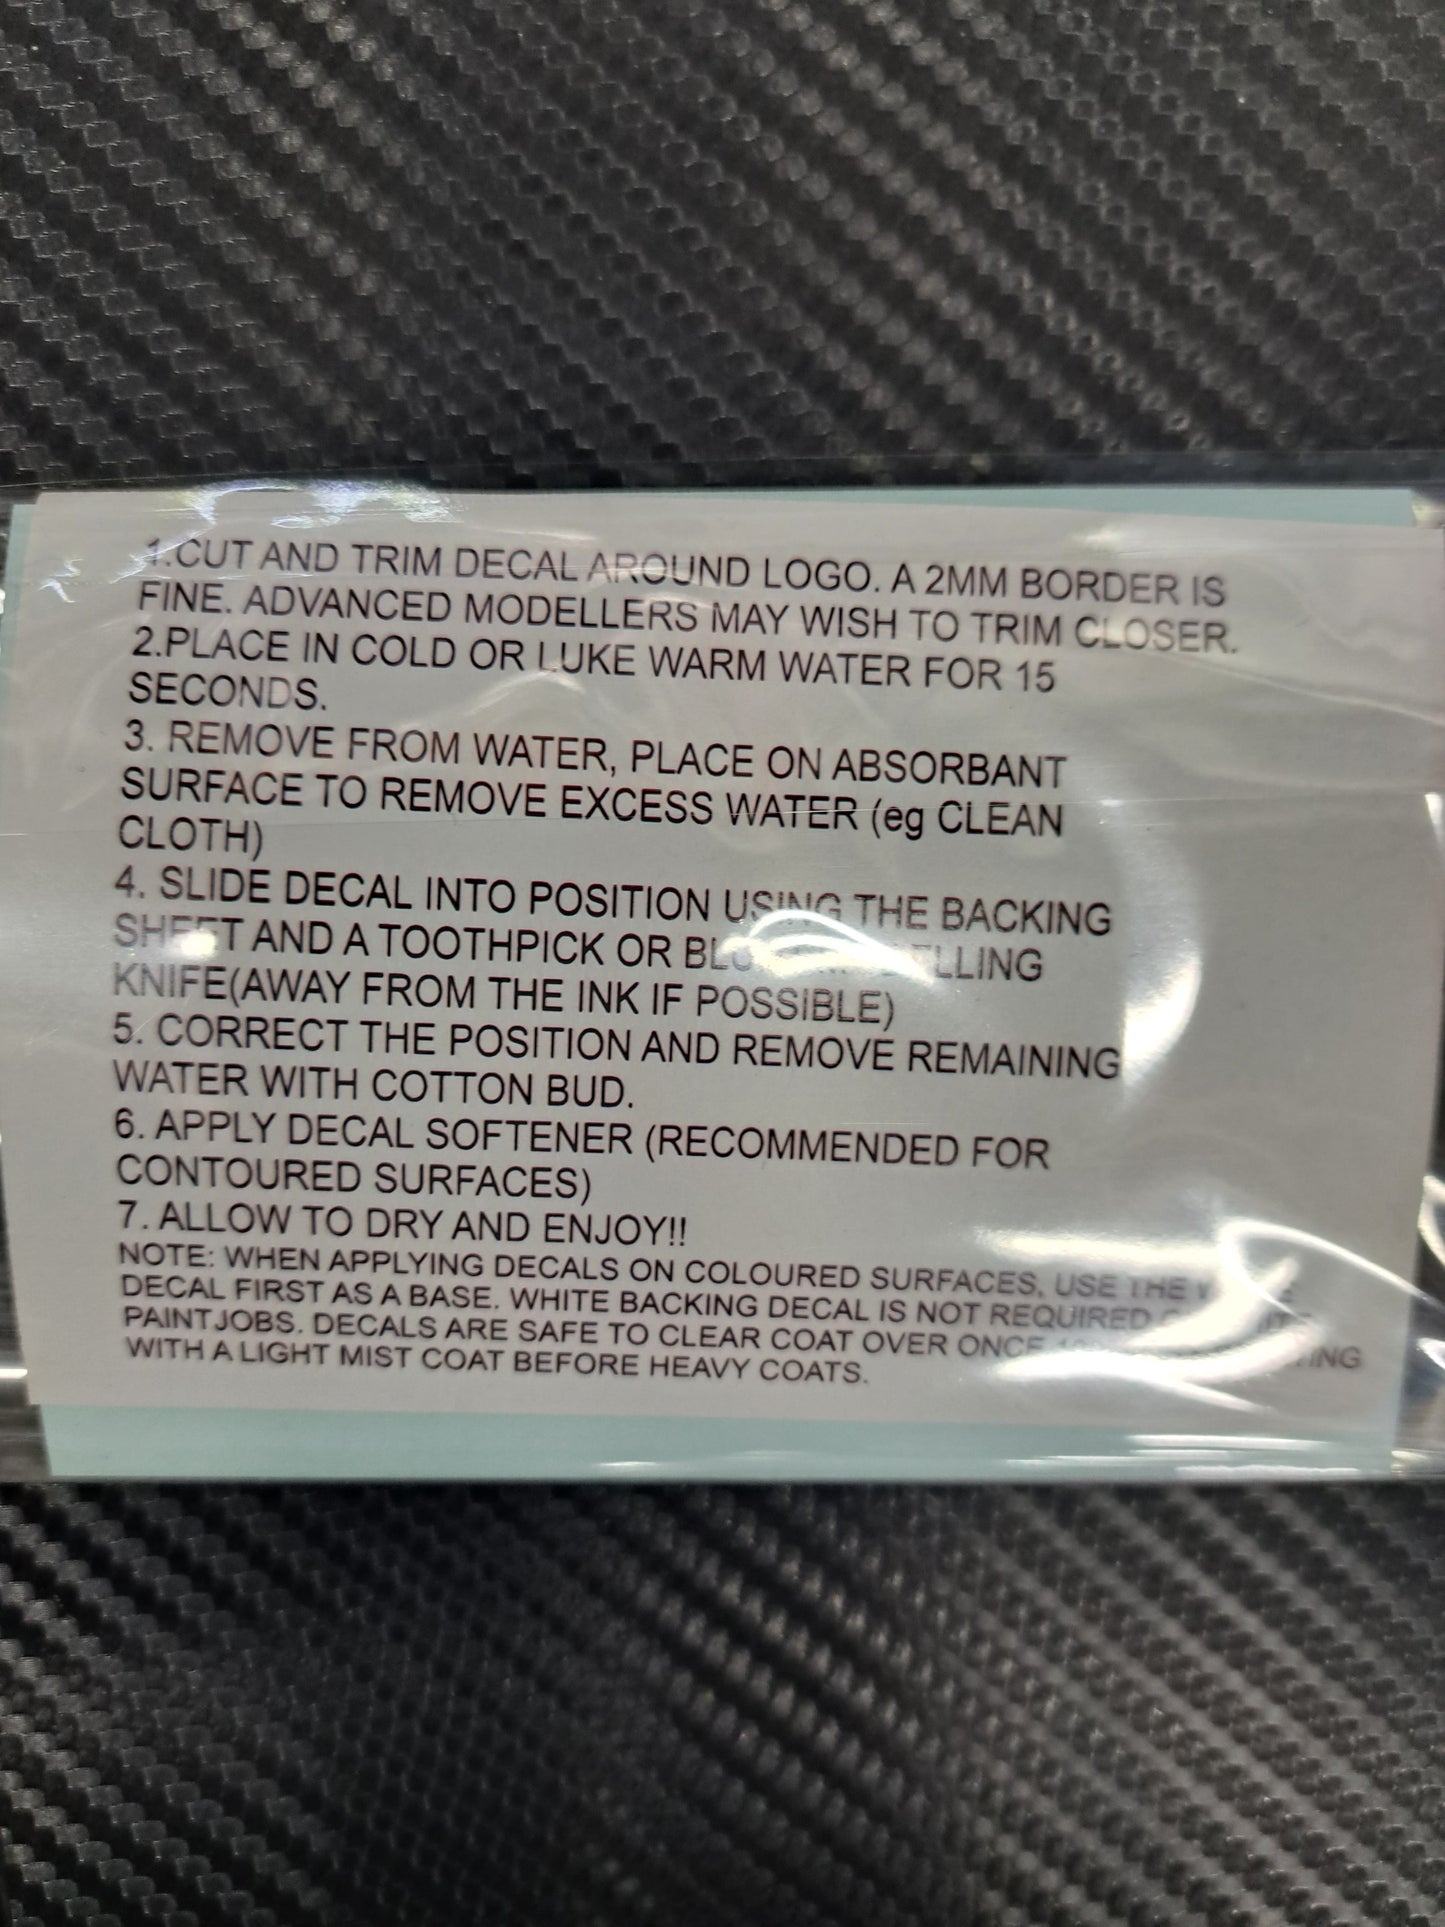 1.CUT AND TRIM DECAL AROUND LOGO. A 2MM BORDER IS
FINE. ADVANCED MODELLERS MAY WISH TO TRIM CLOSER.
2.PLACE IN COLD OR LUKE WARM WATER FOR 15
SECONDS.
3. REMOVE FROM WATER, PLACE ON ABSORBANT
SURFACE TO REMOVE EXCESS WATER (eg CLEAN
CLOTH)
4. SLIDE DECAL INTO POSITION USING THE BACKING
SHEET AND A TOOTHPICK OR
KNIFE(AWAY FROM THE INK IF POSSIBLE)
5. CORRECT THE POSITION AND REMOVE REMAINING
WATER WITH COTTON BUD.
6. APPLY DECAL SOFTENER (RECOMMENDED FOR
CONTOURED SURFACES)
7. ALLOW TO DRY AND ENJOY!!
NOTE: WHEN APPLYING DECALS ON COLOURED SURFACES, USE THE
DECAL FIRST AS A BASE. WHITE BACKING DECAL IS NOT REQUIRED
PAINTJOBS. DECALS ARE SAFE TO CLEAR COAT OVER ONCE
WITH A LIGHT MIST COAT BEFORE HEAVY COATS.